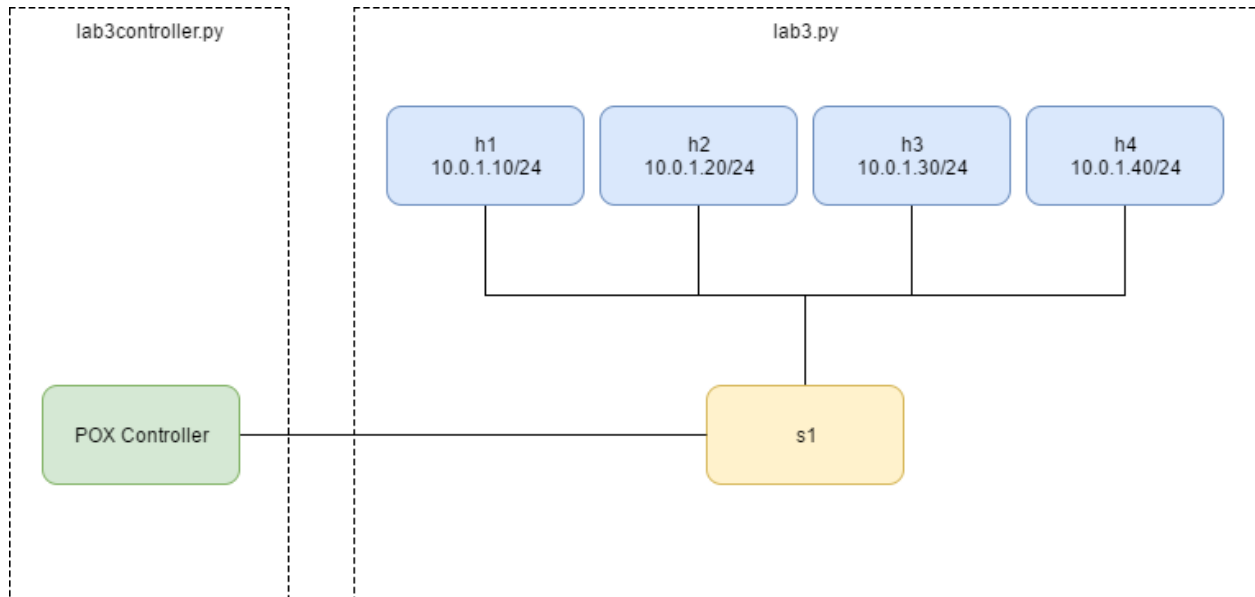 lab3controller.py
lab3.py
h1
10.0.1.10/24
h2
10.0.1.20/24
h3
10.0.1.30/24
h4
10.0.1.40/24
POX Controller
s1